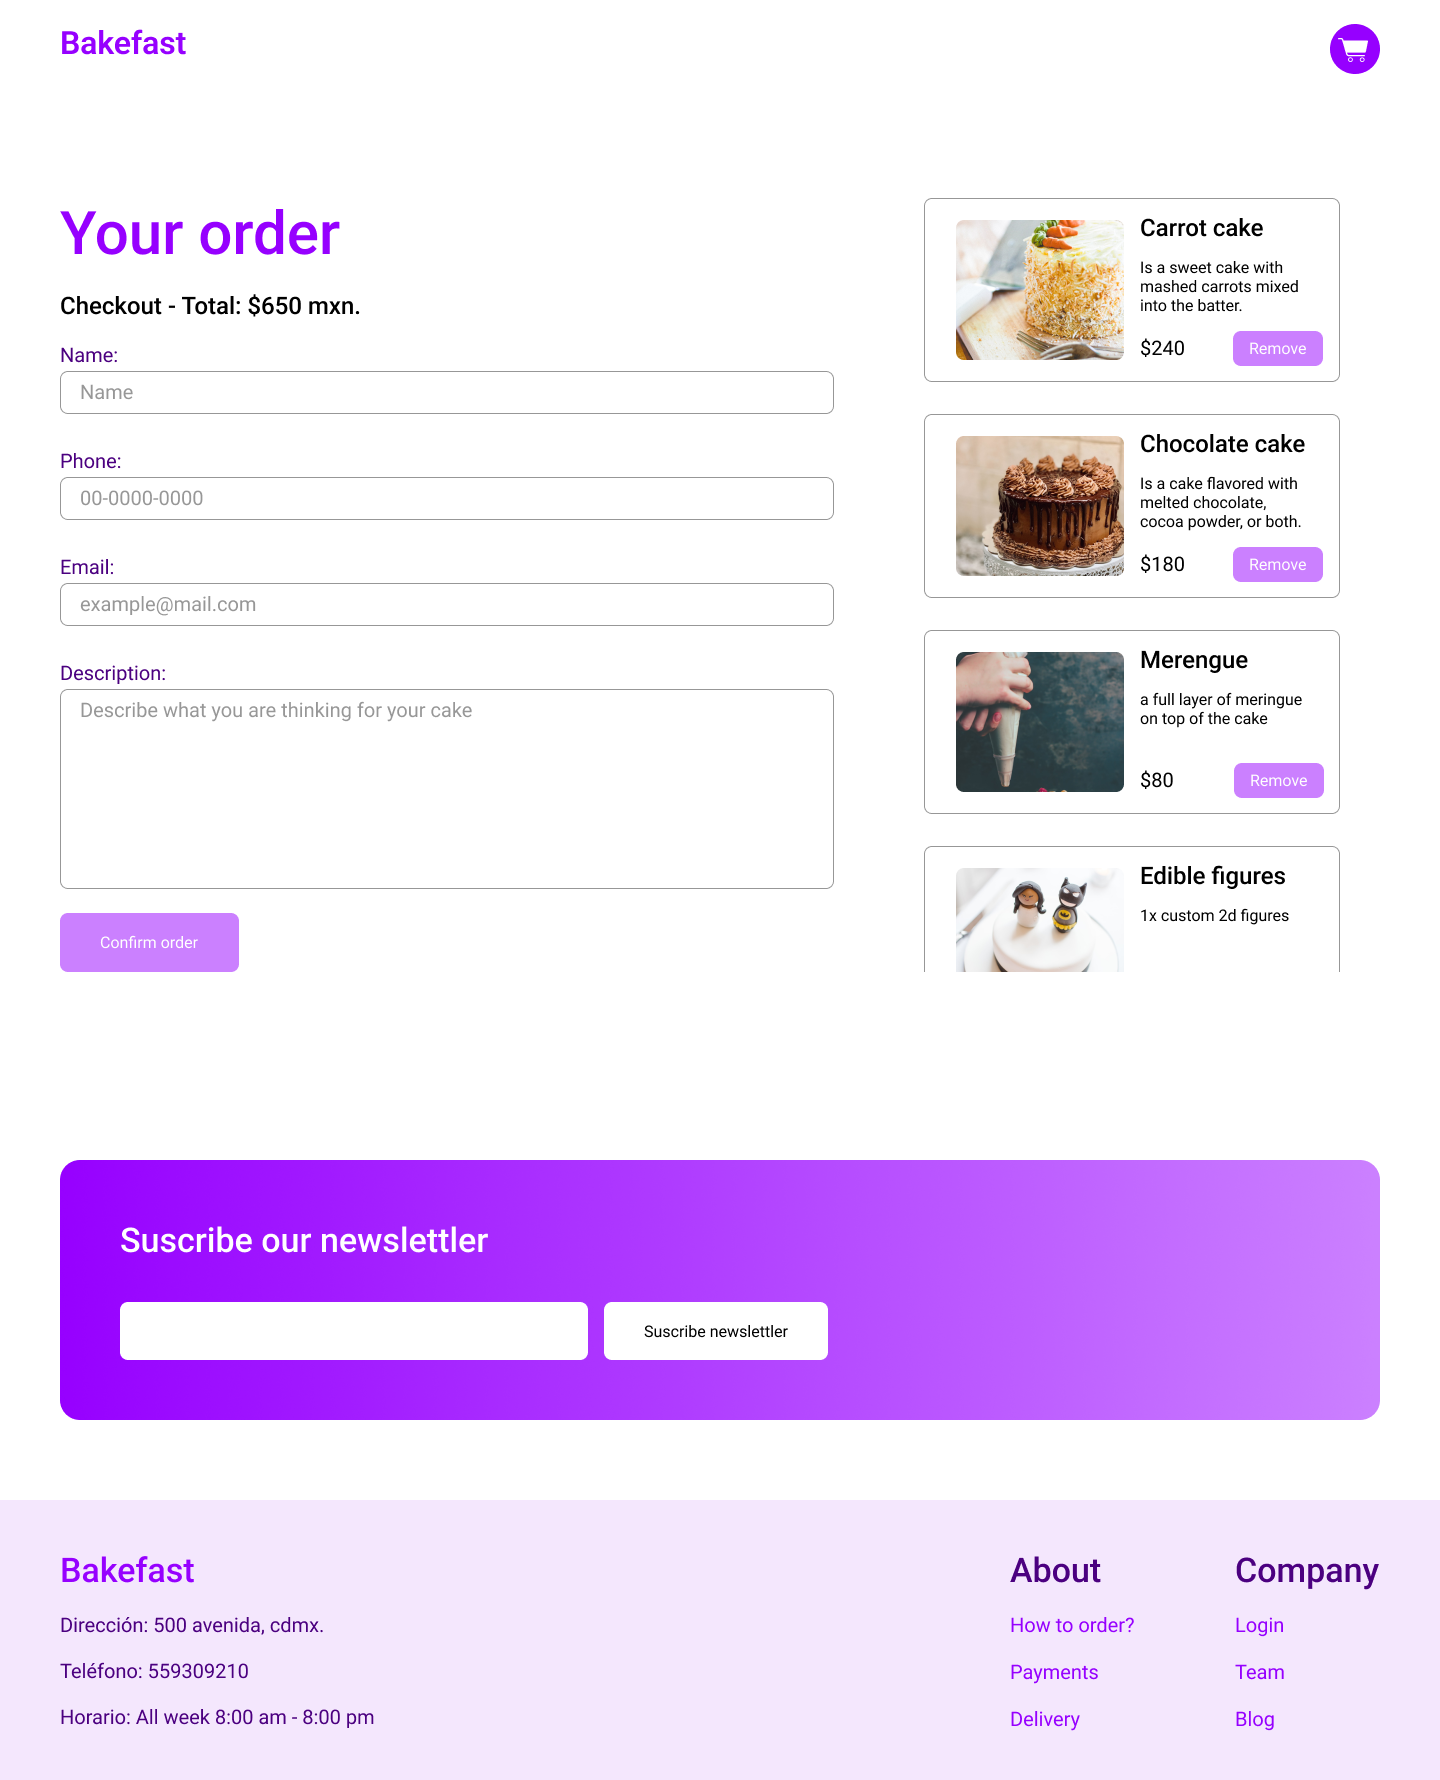 Bakefast
Your order
Checkout - Total: $650 mxn.
Name:
Name
Phone:
00-0000-0000
Email:
example@mail.com
Description:
Describe what you are thinking for your cake
Confirm order
Carrot cake
Is a sweet cake with
mashed carrots mixed
into the batter.
$240
Remove
Chocolate cake
Is a cake flavored with
melted chocolate,
cocoa powder, or both.
$180
Remove
Merengue
a full layer of meringue
on top of the cake
$80
Remove
Edible figures
1x custom 2d figures
Suscribe our newslettler
Suscribe newslettler
Bakefast
Dirección: 500 avenida, cdmx.
Teléfono: 559309210
Horario: All week 8:00 am - 8:00 pm
About
How to order?
Payments
Delivery
Company
Login
Team
Blog